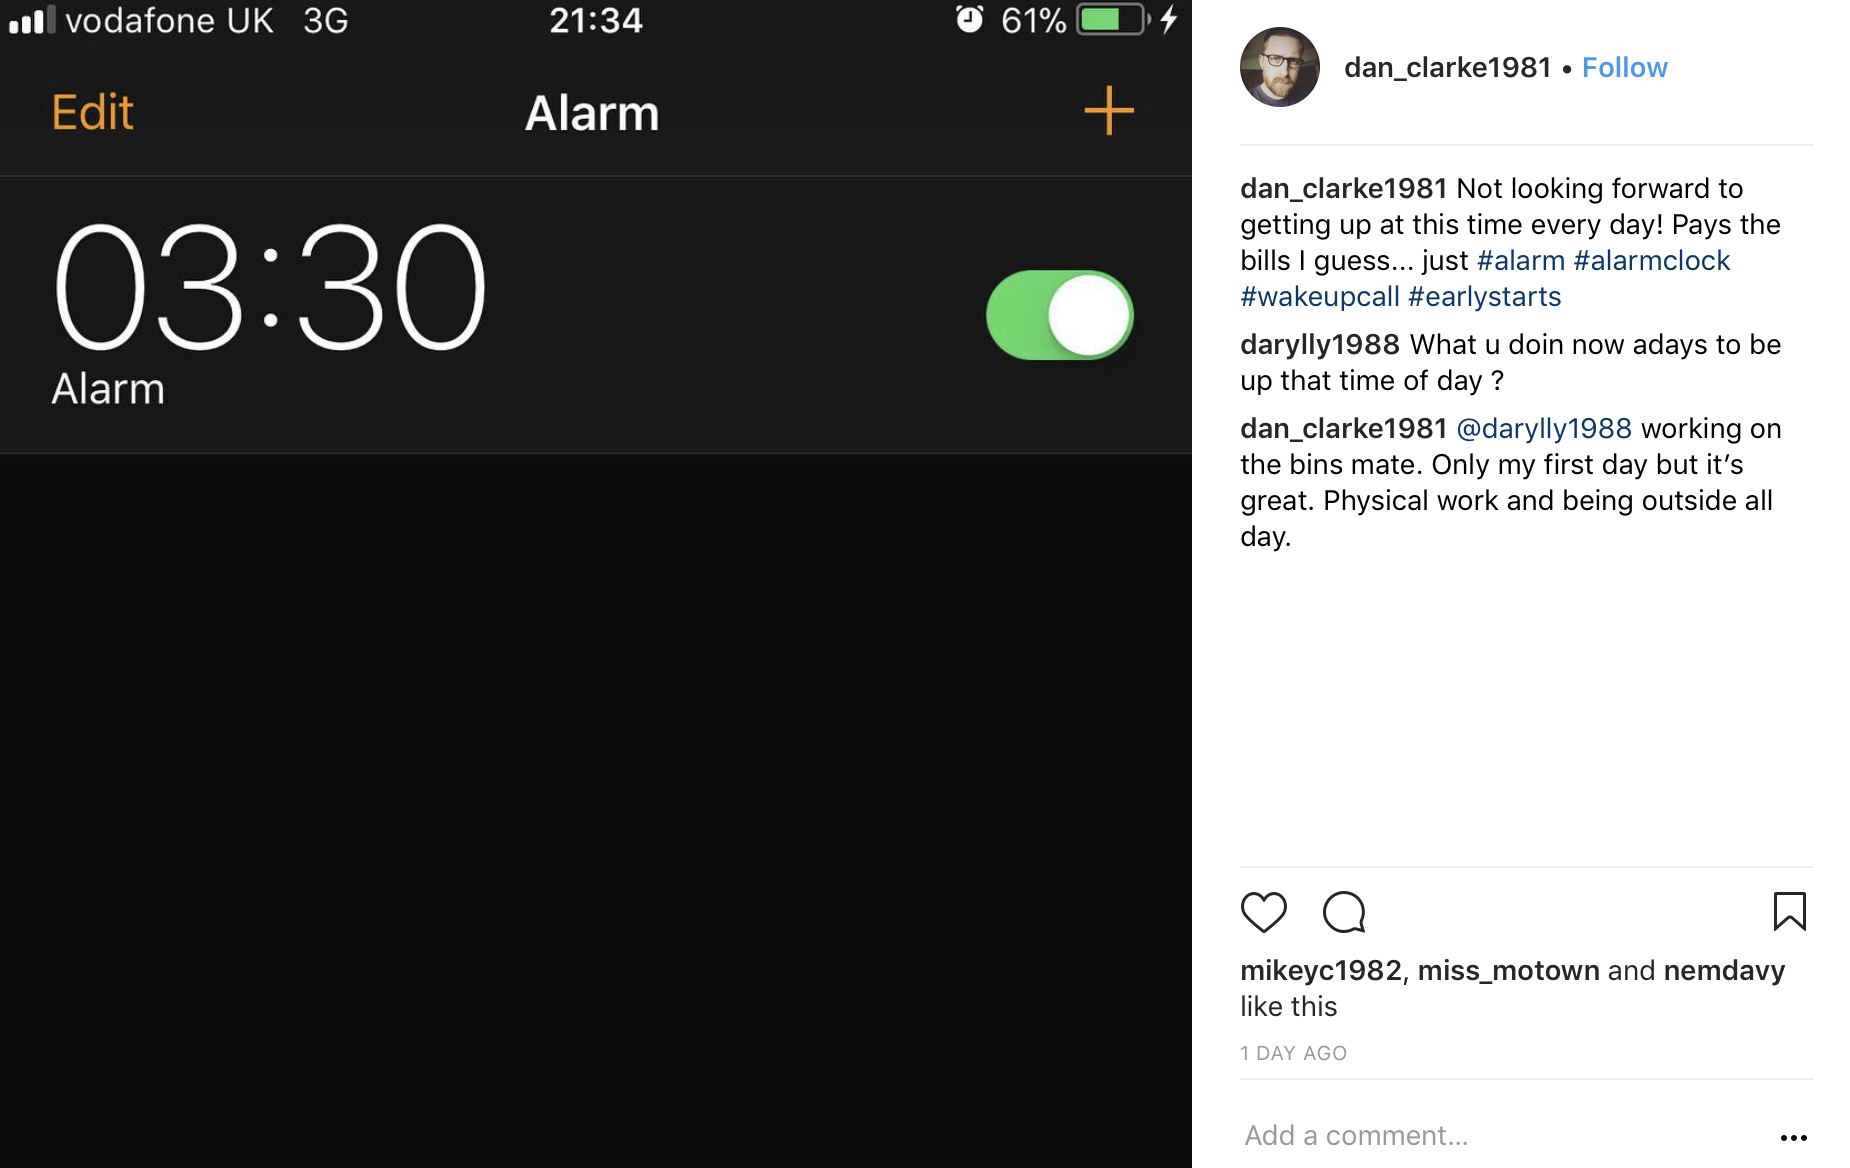 vodafone UK 3G 21:34 61%
Edit Alarm +
03:30
Alarm
dan_clarke1981 • Follow
dan_clarke1981 Not looking forward to
getting up at this time every day! Pays the
bills I guess... just #alarm #alarmclock
#wakeupcall #earlystarts
darylly1988 What u doin now adays to be
up that time of day ?
dan_clarke1981 @darylly1988 working on
the bins mate. Only my first day but it’s
great. Physical work and being outside all
day.
mikeyc1982, miss_motown and nemdavy
like this
1 DAY AGO
Add a comment...